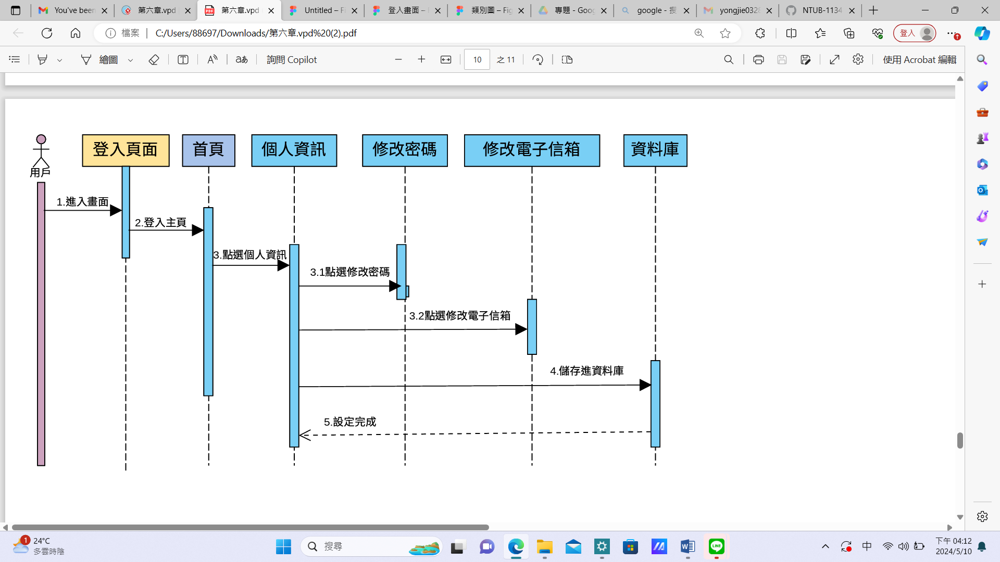 You've been
第六章.vpd
第六章.vpd
Untitled – Fi
登入畫面 –
類別圖 – Fig
專題 - Goog
google - 搜
yongjie0328
NTUB-1134
檔案
C:/Users/88697/Downloads/第六章.vpd%20(2).pdf
登入
繪圖
aあ
詢問 Copilot
10
之 11
使用 Acrobat 編輯
登入頁面
首頁
個人資訊
修改密碼
修改電子信箱
資料庫
用戶
1.進入畫面
2.登入主頁
3.點選個人資訊
3.1點選修改密碼
3.2點選修改電子信箱
4.儲存進資料庫
5.設定完成
1
24°C
多雲時陰
搜尋
LINE
中
下午 04:12
2024/5/10